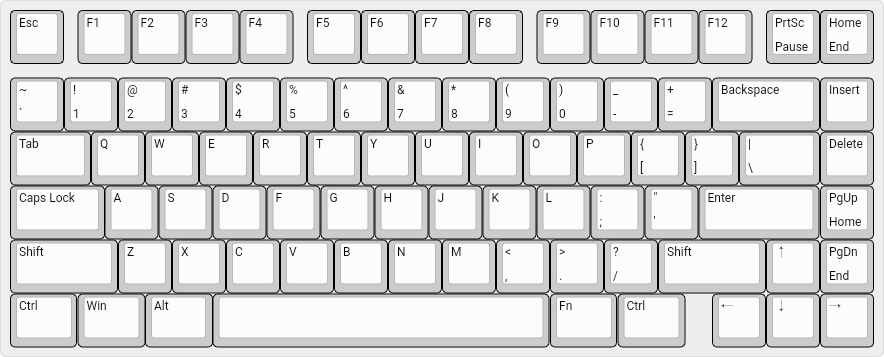 Esc F1 F2 F3 F4 F5 F6 F7 F8 F9 F10 F11 F12 PrtSc Home
Pause End
~ ! @ # $ % ^ & * ( ) _ + Backspace Insert
` 1 2 3 4 5 6 7 8 9 0 - =
Tab Q W E R T Y U I O P { } | Delete
[ ] \
Caps Lock A S D F G H J K L : " Enter PgUp
; ' Home
Shift Z X C V B N M < > ? Shift ↑ PgDn
, . / End
Ctrl Win Alt Fn Ctrl ← ↓ →